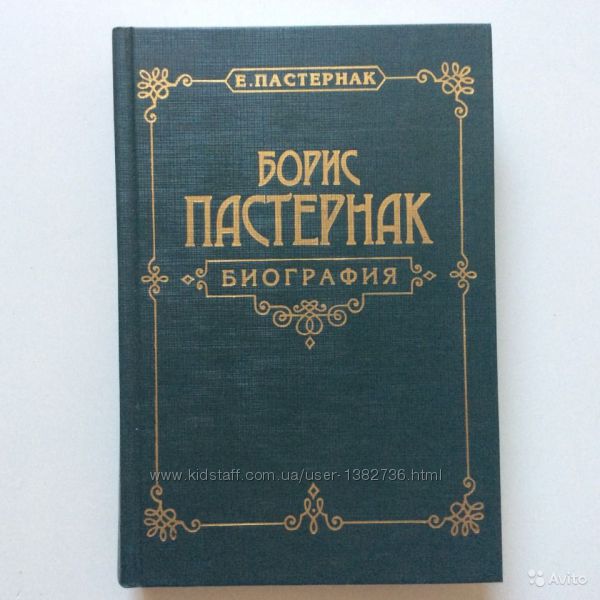 Е.ПАСТЕРНАК
БОРИС
ПАСТЕРНАК
БИОГРАФИЯ
www.kidstaff.com.ua/user-1382736.html
Avito